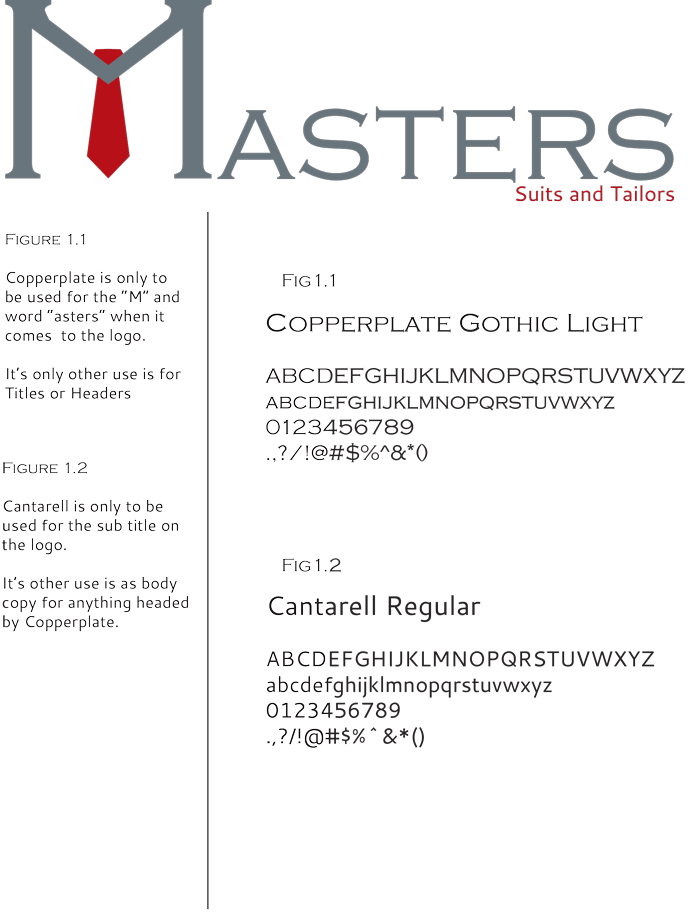 MASTERS
Suits and Tailors
FIGURE 1.1
Copperplate is only to
be used for the "M" and
word "asters" when it
comes to the logo.
It's only other use is for
Titles or Headers
FIGURE 1.2
Cantarell is only to be
used for the sub title on
the logo.
It's other use is as body
copy for anything headed
by Copperplate.
FIG1.1
COPPERPLATE GOTHIC LIGHT
ABCDEFGHIJKLMNOPQRSTUVWXYZ
ABCDEFGHIJKLMNOPQRSTUVWXYZ
0123456789
.,?/!@#$%^&*()
FIG1.2
Cantarell Regular
ABCDEFGHIJKLMNOPQRSTUVWXYZ
abcdefghijklmnopqrstuvwxyz
0123456789
.,?/!@#$%^&*()